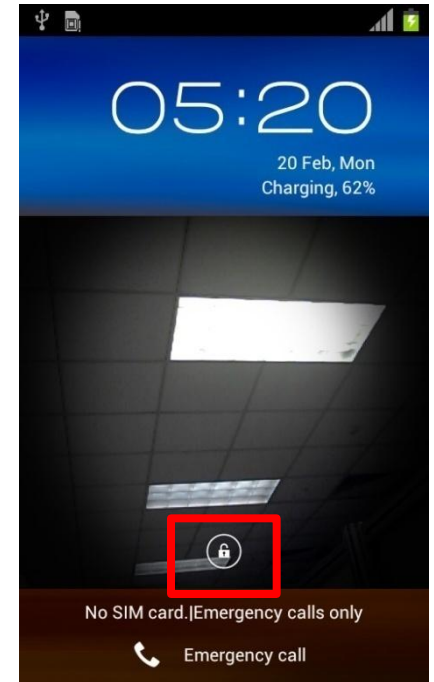 05:20
20 Feb, Mon
Charging, 62%
No SIM card.|Emergency calls only
Emergency call